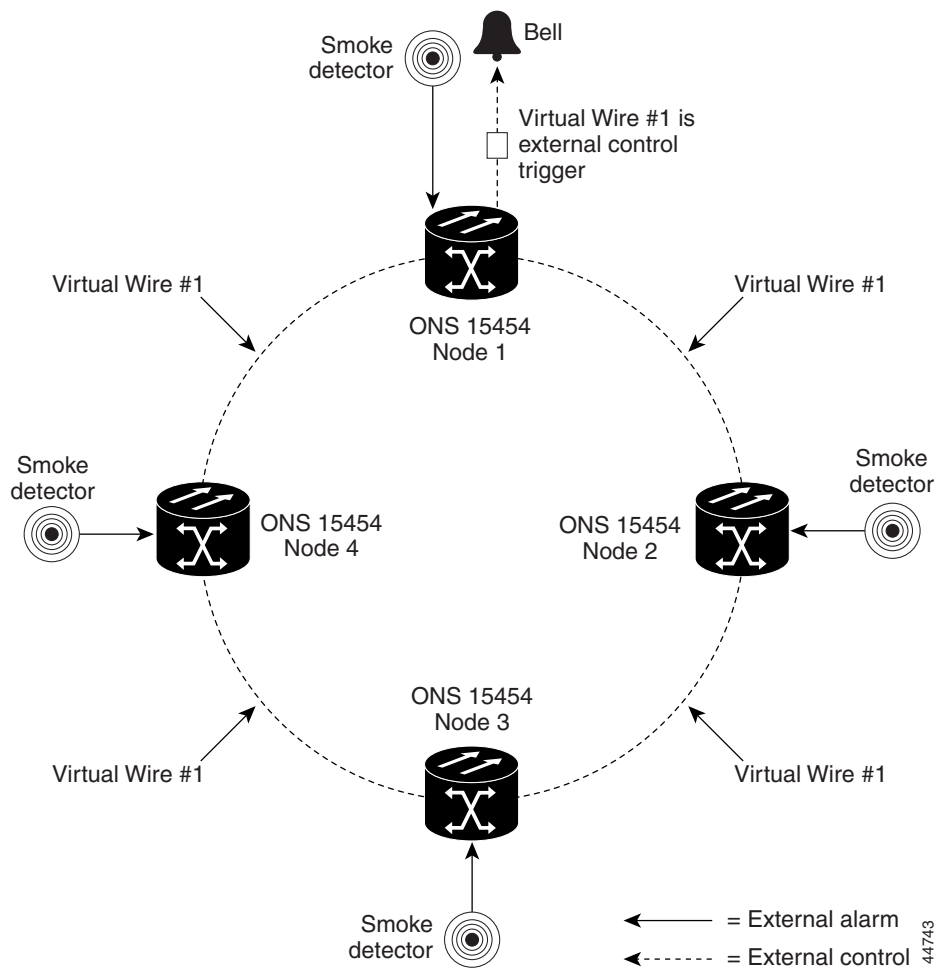 Smoke
detector
Bell
Virtual Wire #1 is
external control
trigger
Virtual Wire #1
Virtual Wire #1
ONS 15454
Node 1
Smoke
detector
ONS 15454
Node 4
ONS 15454
Node 2
Smoke
detector
ONS 15454
Node 3
Virtual Wire #1
Virtual Wire #1
Smoke
detector
= External alarm
= External control
44743